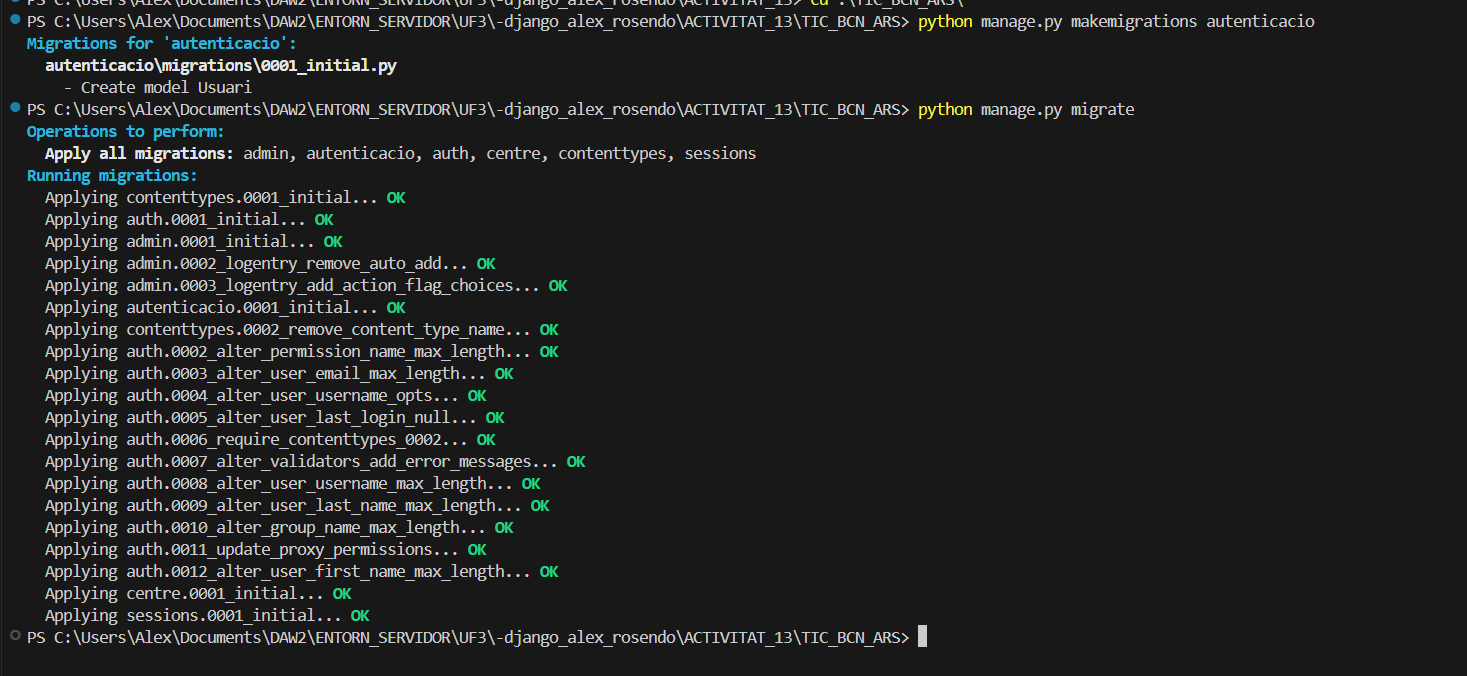 PS C:\Users\Alex\Documents\DAW2\ENTORN_SERVIDOR\UF3\-django_alex_rosendo\ACTIVITAT_13> cd .\TIC_BCN_ARS\
PS C:\Users\Alex\Documents\DAW2\ENTORN_SERVIDOR\UF3\-django_alex_rosendo\ACTIVITAT_13\TIC_BCN_ARS> python manage.py makemigrations autenticacio
Migrations for 'autenticacio':
autenticacio\migrations\0001_initial.py
- Create model Usuari
PS C:\Users\Alex\Documents\DAW2\ENTORN_SERVIDOR\UF3\-django_alex_rosendo\ACTIVITAT_13\TIC_BCN_ARS> python manage.py migrate
Operations to perform:
Apply all migrations: admin, autenticacio, auth, centre, contenttypes, sessions
Running migrations:
Applying contenttypes.0001_initial... OK
Applying auth.0001_initial... OK
Applying admin.0001_initial... OK
Applying admin.0002_logentry_remove_auto_add... OK
Applying admin.0003_logentry_add_action_flag_choices... OK
Applying autenticacio.0001_initial... OK
Applying contenttypes.0002_remove_content_type_name... OK
Applying auth.0002_alter_permission_name_max_length... OK
Applying auth.0003_alter_user_email_max_length... OK
Applying auth.0004_alter_user_username_opts... OK
Applying auth.0005_alter_user_last_login_null... OK
Applying auth.0006_require_contenttypes_0002... OK
Applying auth.0007_alter_validators_add_error_messages... OK
Applying auth.0008_alter_user_username_max_length... OK
Applying auth.0009_alter_user_last_name_max_length... OK
Applying auth.0010_alter_group_name_max_length... OK
Applying auth.0011_update_proxy_permissions... OK
Applying auth.0012_alter_user_first_name_max_length... OK
Applying centre.0001_initial... OK
Applying sessions.0001_initial... OK
PS C:\Users\Alex\Documents\DAW2\ENTORN_SERVIDOR\UF3\-django_alex_rosendo\ACTIVITAT_13\TIC_BCN_ARS>